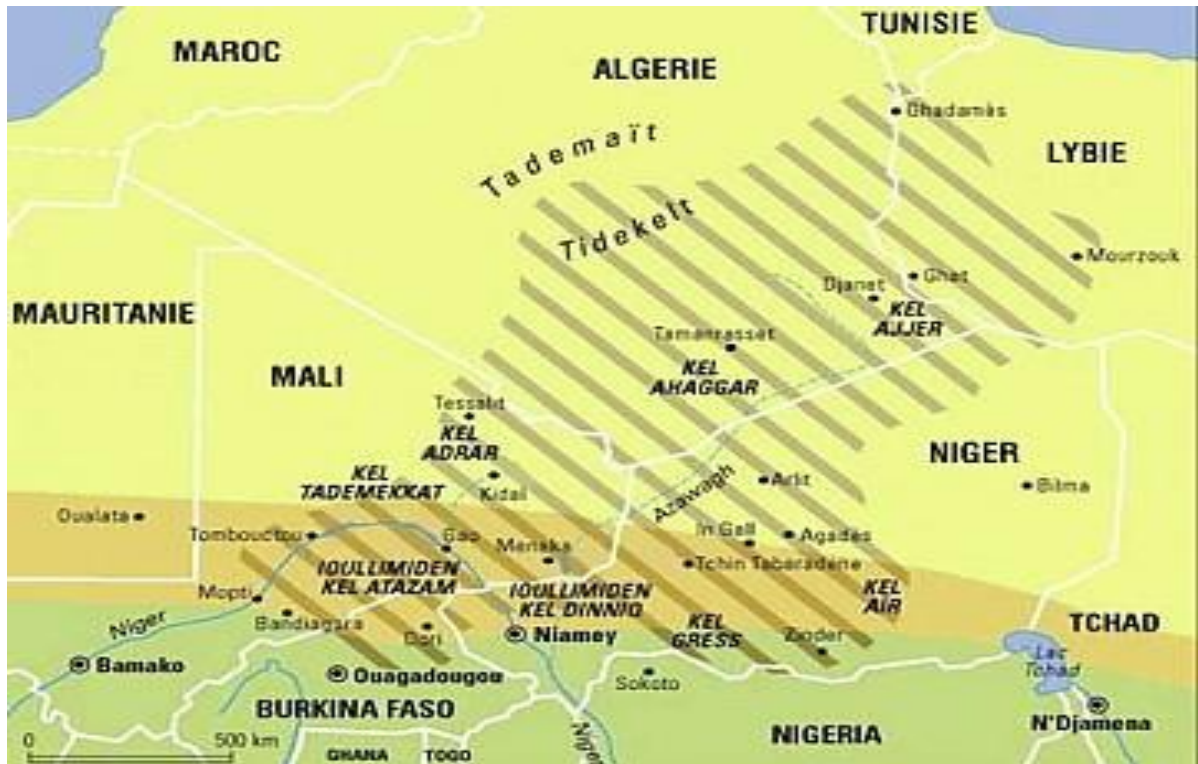 TUNISIE
MAROC
ALGERIE
Ghadamès
Tademaït
LYBIE
Tidekelt
Mourzouk
Ghat
Djanet
KEL
AJJER
MAURITANIE
Tamanrasset
KEL
AHAGGAR
MALI
Tessalit
KEL
ADRAR
NIGER
KEL
TADEMEKKAT
Kidal
Azawagh
Arlit
Bilma
Oualata
Tombouctou
Gao
Menaka
In Gall
Agadès
Tchin Tabaradene
IOULLIMIDEN
KEL ATAZAM
IOULLIMIDEN
KEL DINNIQ
KEL
AÏR
Mopti
Niger
Bandiagara
Dori
Niamey
KEL
GRESS
Zinder
TCHAD
Lac
Tchad
Bamako
Ouagadougou
Sokoto
BURKINA FASO
NIGERIA
N'Djamena
Niger
0 500 km
GHANA
TOGO